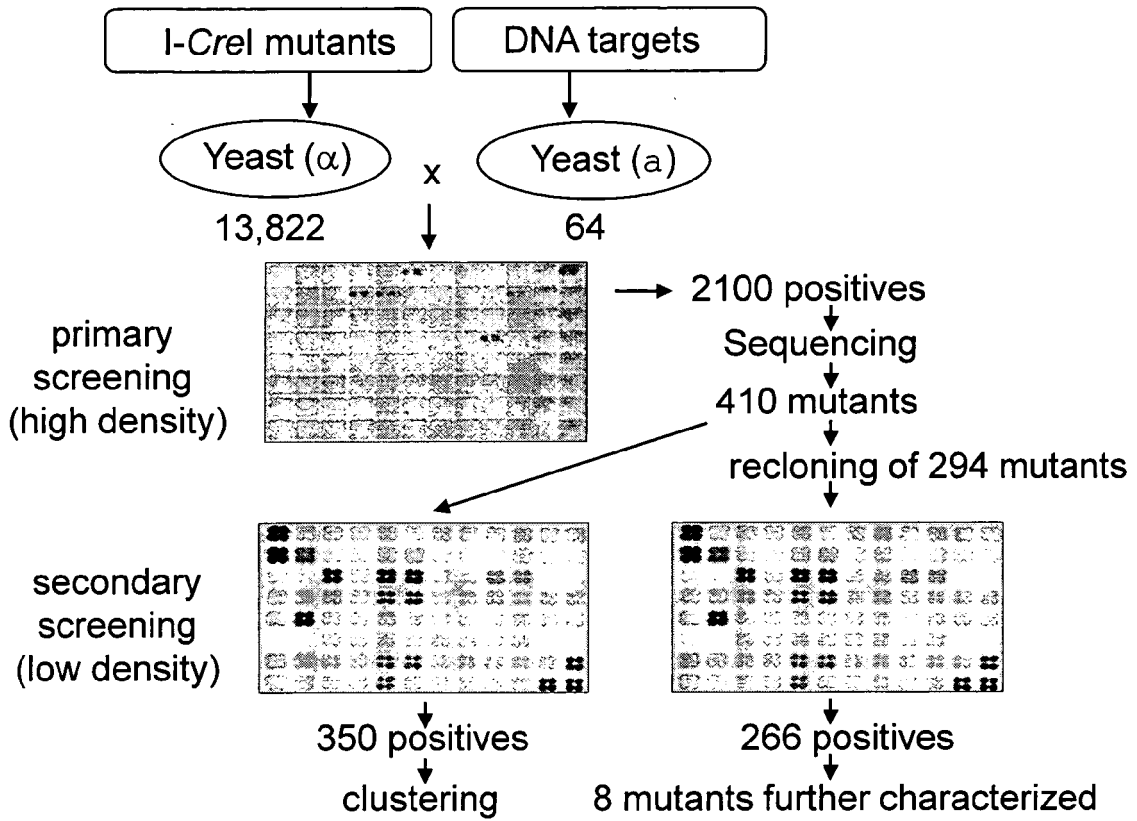 I-CreI mutants
DNA targets
Yeast (α)
x
Yeast (a)
13,822
64
primary
screening
(high density)
2100 positives
Sequencing
410 mutants
recloning of 294 mutants
secondary
screening
(low density)
350 positives
266 positives
clustering
8 mutants further characterized